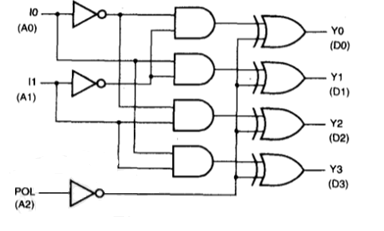 I0
(A0)
Y0
(D0)
I1
(A1)
Y1
(D1)
Y2
(D2)
Y3
(D3)
POL
(A2)